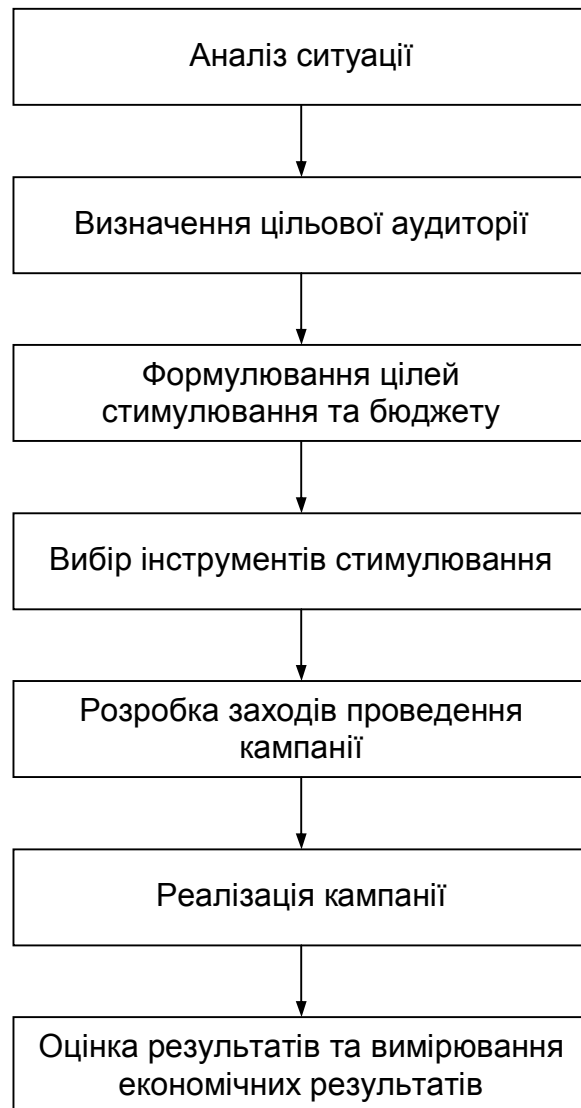 Аналіз ситуації
Визначення цільової аудиторії
Формулювання цілей
стимулювання та бюджету
Вибір інструментів стимулювання
Розробка заходів проведення
кампанії
Реалізація кампанії
Оцінка результатів та вимірювання
економічних результатів